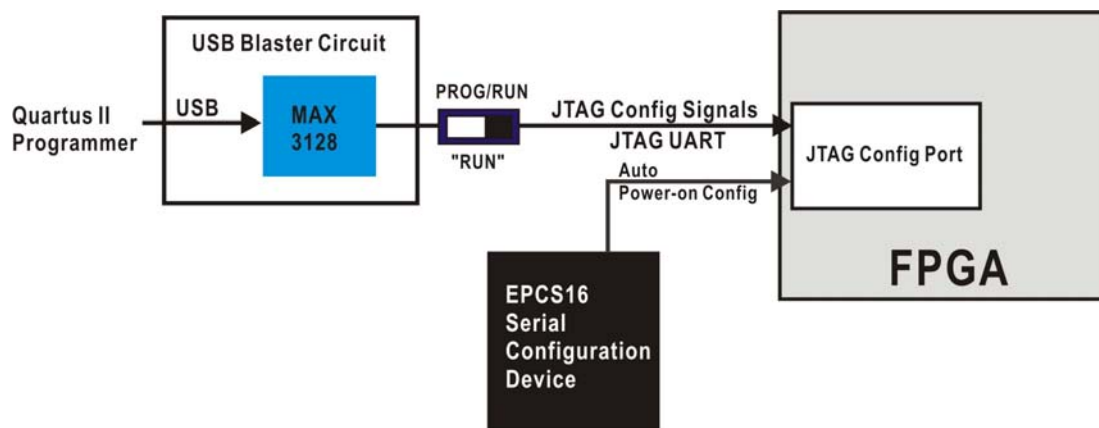 USB Blaster Circuit
Quartus II
Programmer
USB
MAX
3128
PROG/RUN
"RUN"
JTAG Config Signals
JTAG UART
Auto
Power-on Config
JTAG Config Port
FPGA
EPCS16
Serial
Configuration
Device